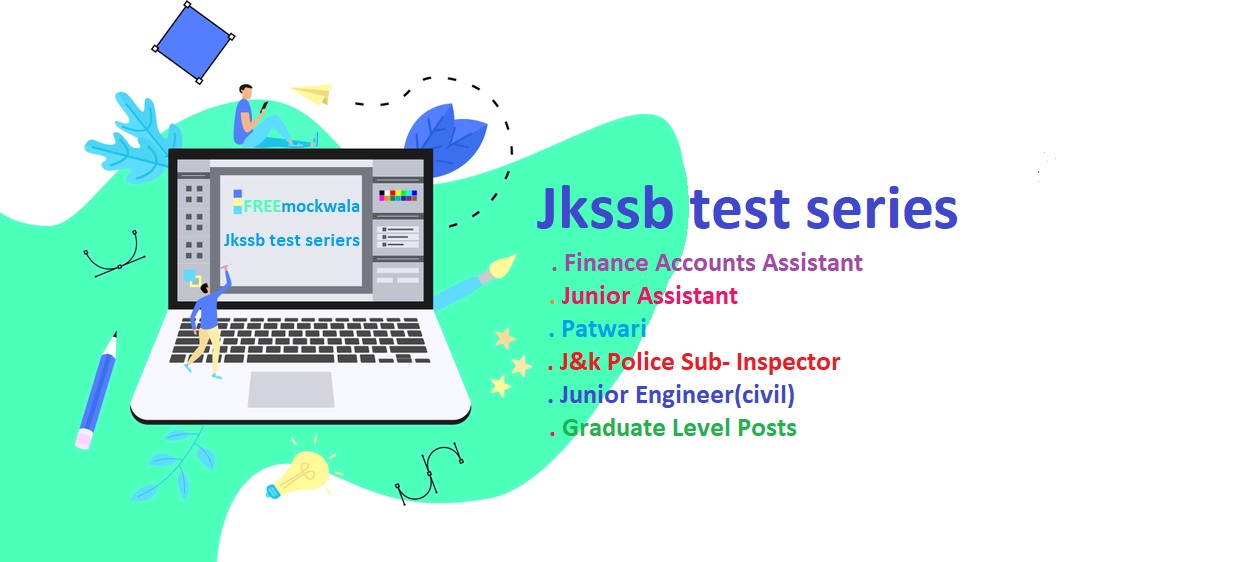 FREEmockwala
Jkssb test seriers
Jkssb test series
. Finance Accounts Assistant
. Junior Assistant
. Patwari
. J&k Police Sub- Inspector
. Junior Engineer(civil)
. Graduate Level Posts